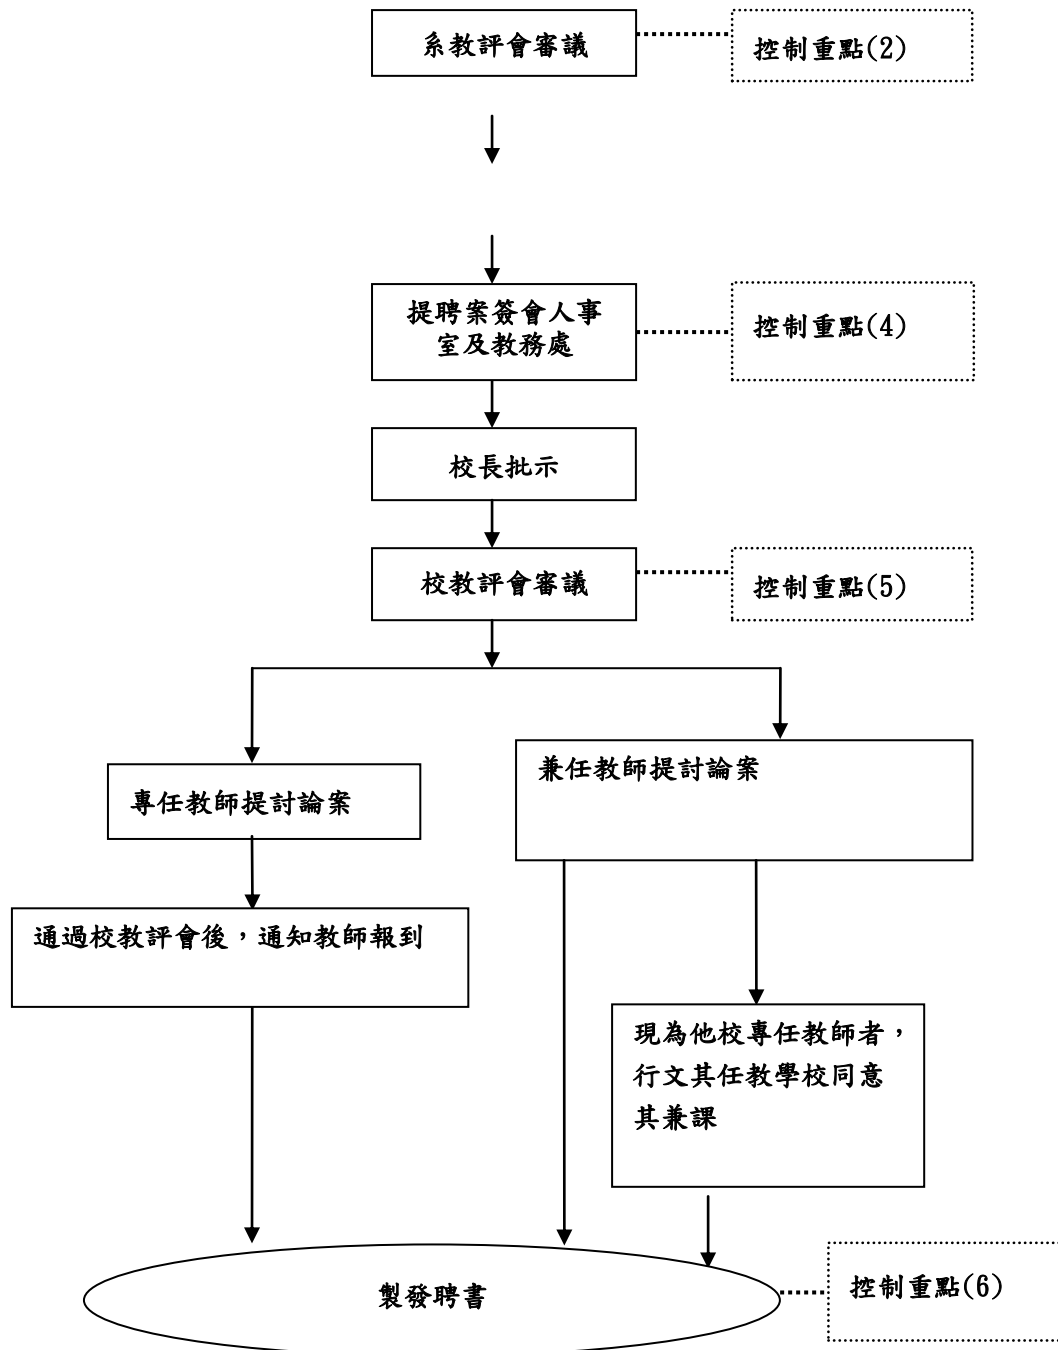 系教評會審議
控制重點(2)
提聘案簽會人事
室及教務處
控制重點(4)
校長批示
校教評會審議
控制重點(5)
專任教師提討論案
兼任教師提討論案
通過校教評會後，通知教師報到
現為他校專任教師者，
行文其任教學校同意
其兼課
製發聘書
控制重點(6)